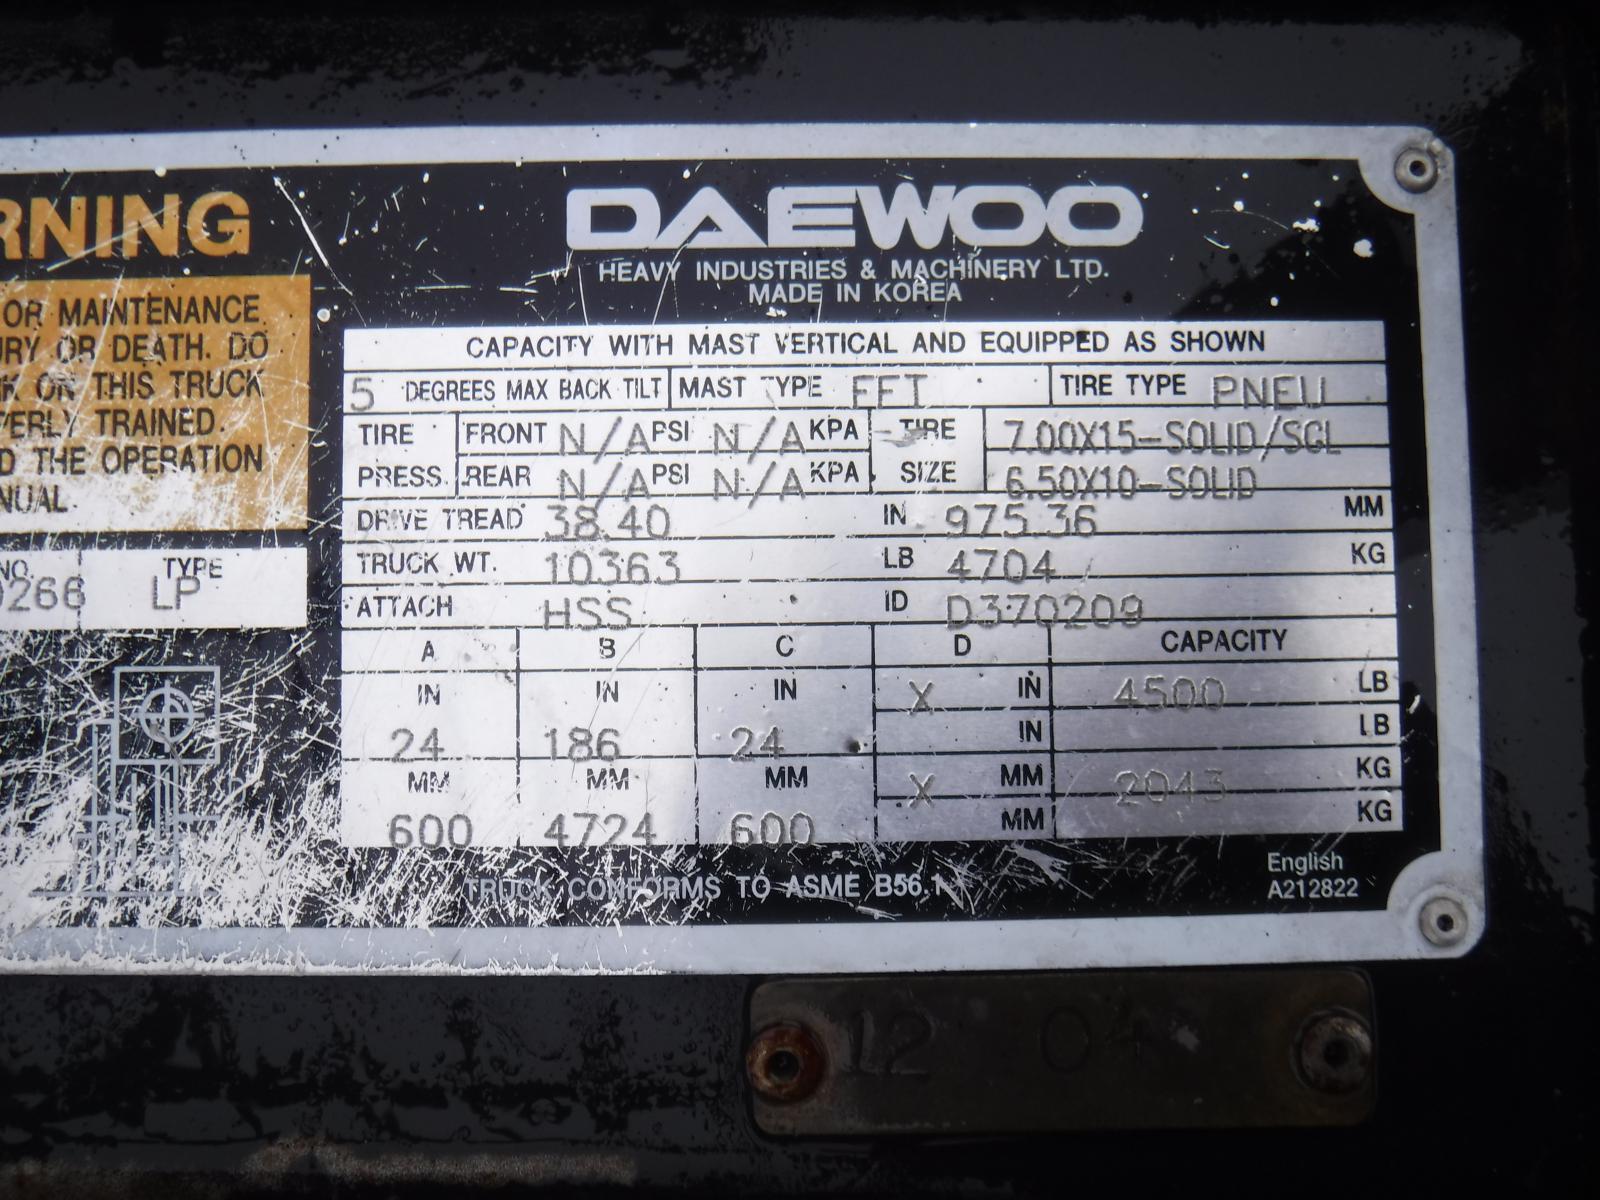 RNING
OR MAINTENANCE
URY OR DEATH. DO
K ON THIS TRUCK
PERLY TRAINED.
D THE OPERATION
NUAL.
NO. TYPE
0266 LP
DAEWOO
HEAVY INDUSTRIES & MACHINERY LTD.
MADE IN KOREA
CAPACITY WITH MAST VERTICAL AND EQUIPPED AS SHOWN
5 DEGREES MAX BACK TILT MAST TYPE FFT TIRE TYPE PNEU
TIRE FRONT N/A PSI N/A KPA TIRE 7.00X15-SOLID/SGL
PRESS. REAR N/A PSI N/A KPA SIZE 6.50X10-SOLID
DRIVE TREAD 38.40 IN 975.36 MM
TRUCK WT. 10363 LB 4704 KG
ATTACH HSS ID D370209
A B C D CAPACITY
IN IN IN X IN 4500 LB
24 186 24 IN LB
MM MM MM X MM 2043 KG
600 4724 600 MM KG
TRUCK CONFORMS TO ASME B56.1
English
A212822
12 04